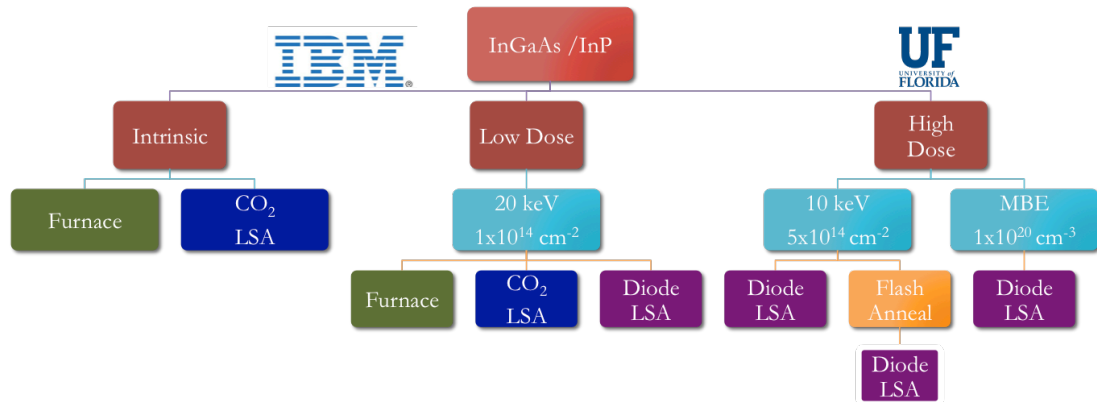 InGaAs /InP
IBM®
UF
UNIVERSITY of
FLORIDA
Intrinsic
Low Dose
High
Dose
Furnace
CO₂
LSA
20 keV
1x10¹⁴ cm⁻²
10 keV
5x10¹⁴ cm⁻²
MBE
1x10²⁰ cm⁻³
Furnace
CO₂
LSA
Diode
LSA
Diode
LSA
Flash
Anneal
Diode
LSA
Diode
LSA